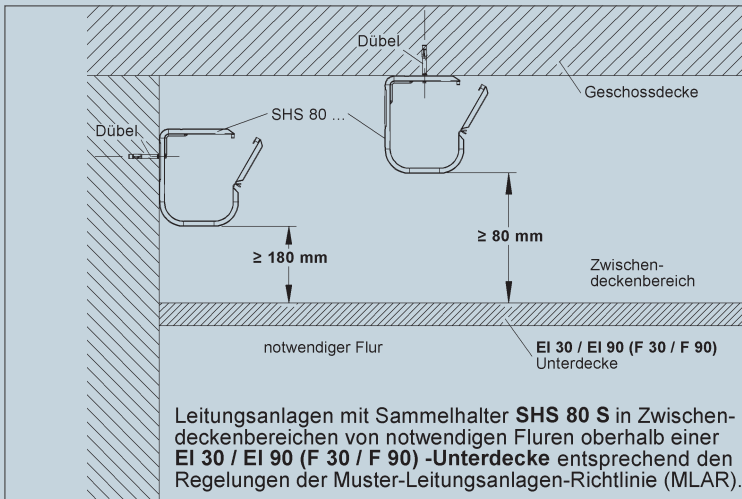 Dübel
Geschossdecke
SHS 80 ...
Dübel
≥ 180 mm
≥ 80 mm
Zwischen-
deckenbereich
notwendiger Flur
EI 30 / EI 90 (F 30 / F 90)
Unterdecke
Leitungsanlagen mit Sammelhalter SHS 80 S in Zwischen-
deckenbereichen von notwendigen Fluren oberhalb einer
EI 30 / EI 90 (F 30 / F 90) -Unterdecke entsprechend den
Regelungen der Muster-Leitungsanlagen-Richtlinie (MLAR).